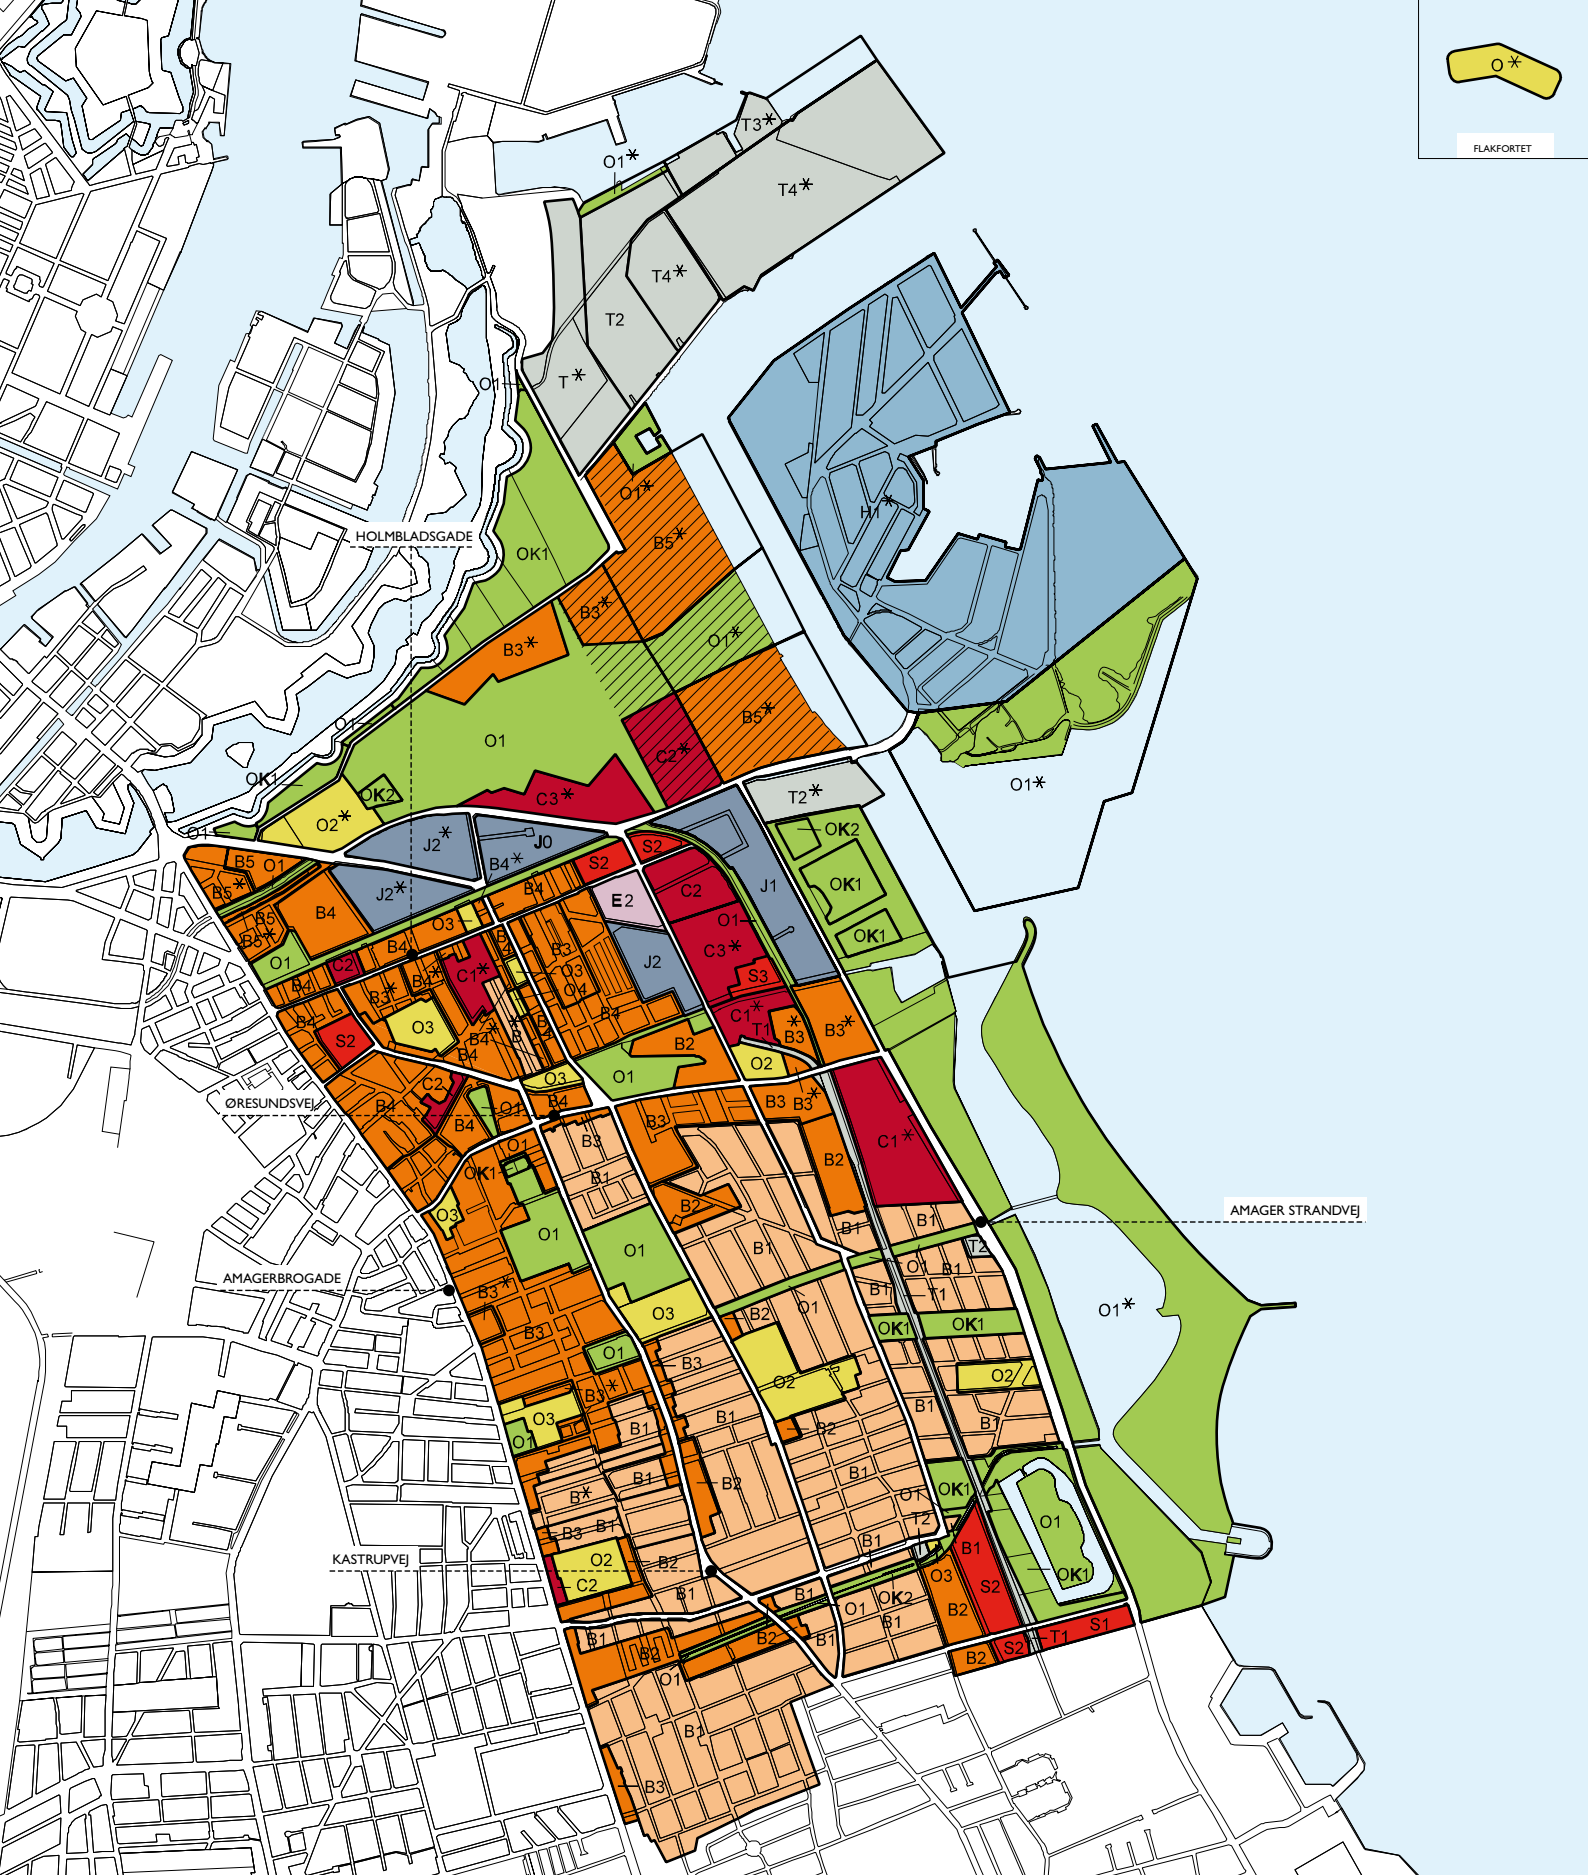 O*
FLAKFORTET
T3*
O1*
T4*
T4*
T2
T*
O1
O1*
H1*
HOLMBLADSGADE
B5*
OK1
B3*
O1*
B3*
B5*
O1
O1
C2*
OK1
O1*
OK2
C3*
T2*
O2*
O1
OK2
J2*
J0
S2
S2
B4*
B5
O1
B4
J2*
E2
C2
J1
OK1
B5*
B5
B4
O3
O1
B5*
B4
B4
B3
C3*
OK1
O1
C2
C1*
O3
J2
S3
B4
B3*
B4*
O4
C1*
B4
O3
B4
B4
T1
B3*
B3
S2
B4*
B*
B4
B4
B2
O2
O1
O3
C2
B3
B3*
O1
B4
B4
B4
B3
C1*
ØRESUNDSVEJ
O1
B3
B2
OK1
B1
B2
AMAGER STRANDVEJ
O3
B1
B1
O1
O1
B1
T2
O1
B1
AMAGERBROGADE
B3*
B1
T1
O1
O1*
O3
B2
OK1
OK1
B3
O1
B3
B3*
O2
O2
O3
B1
B1
B1
B1
O1
B2
B1
B1
B2
B*
O1
OK1
O1
B1
B3
T2
B1
B1
KASTRUPVEJ
O2
B2
O3
OK1
C2
B1
B1
OK2
S2
O1
B1
B2
S1
B1
B2
B1
T1
B2
S2
B2
O1
B1
B3